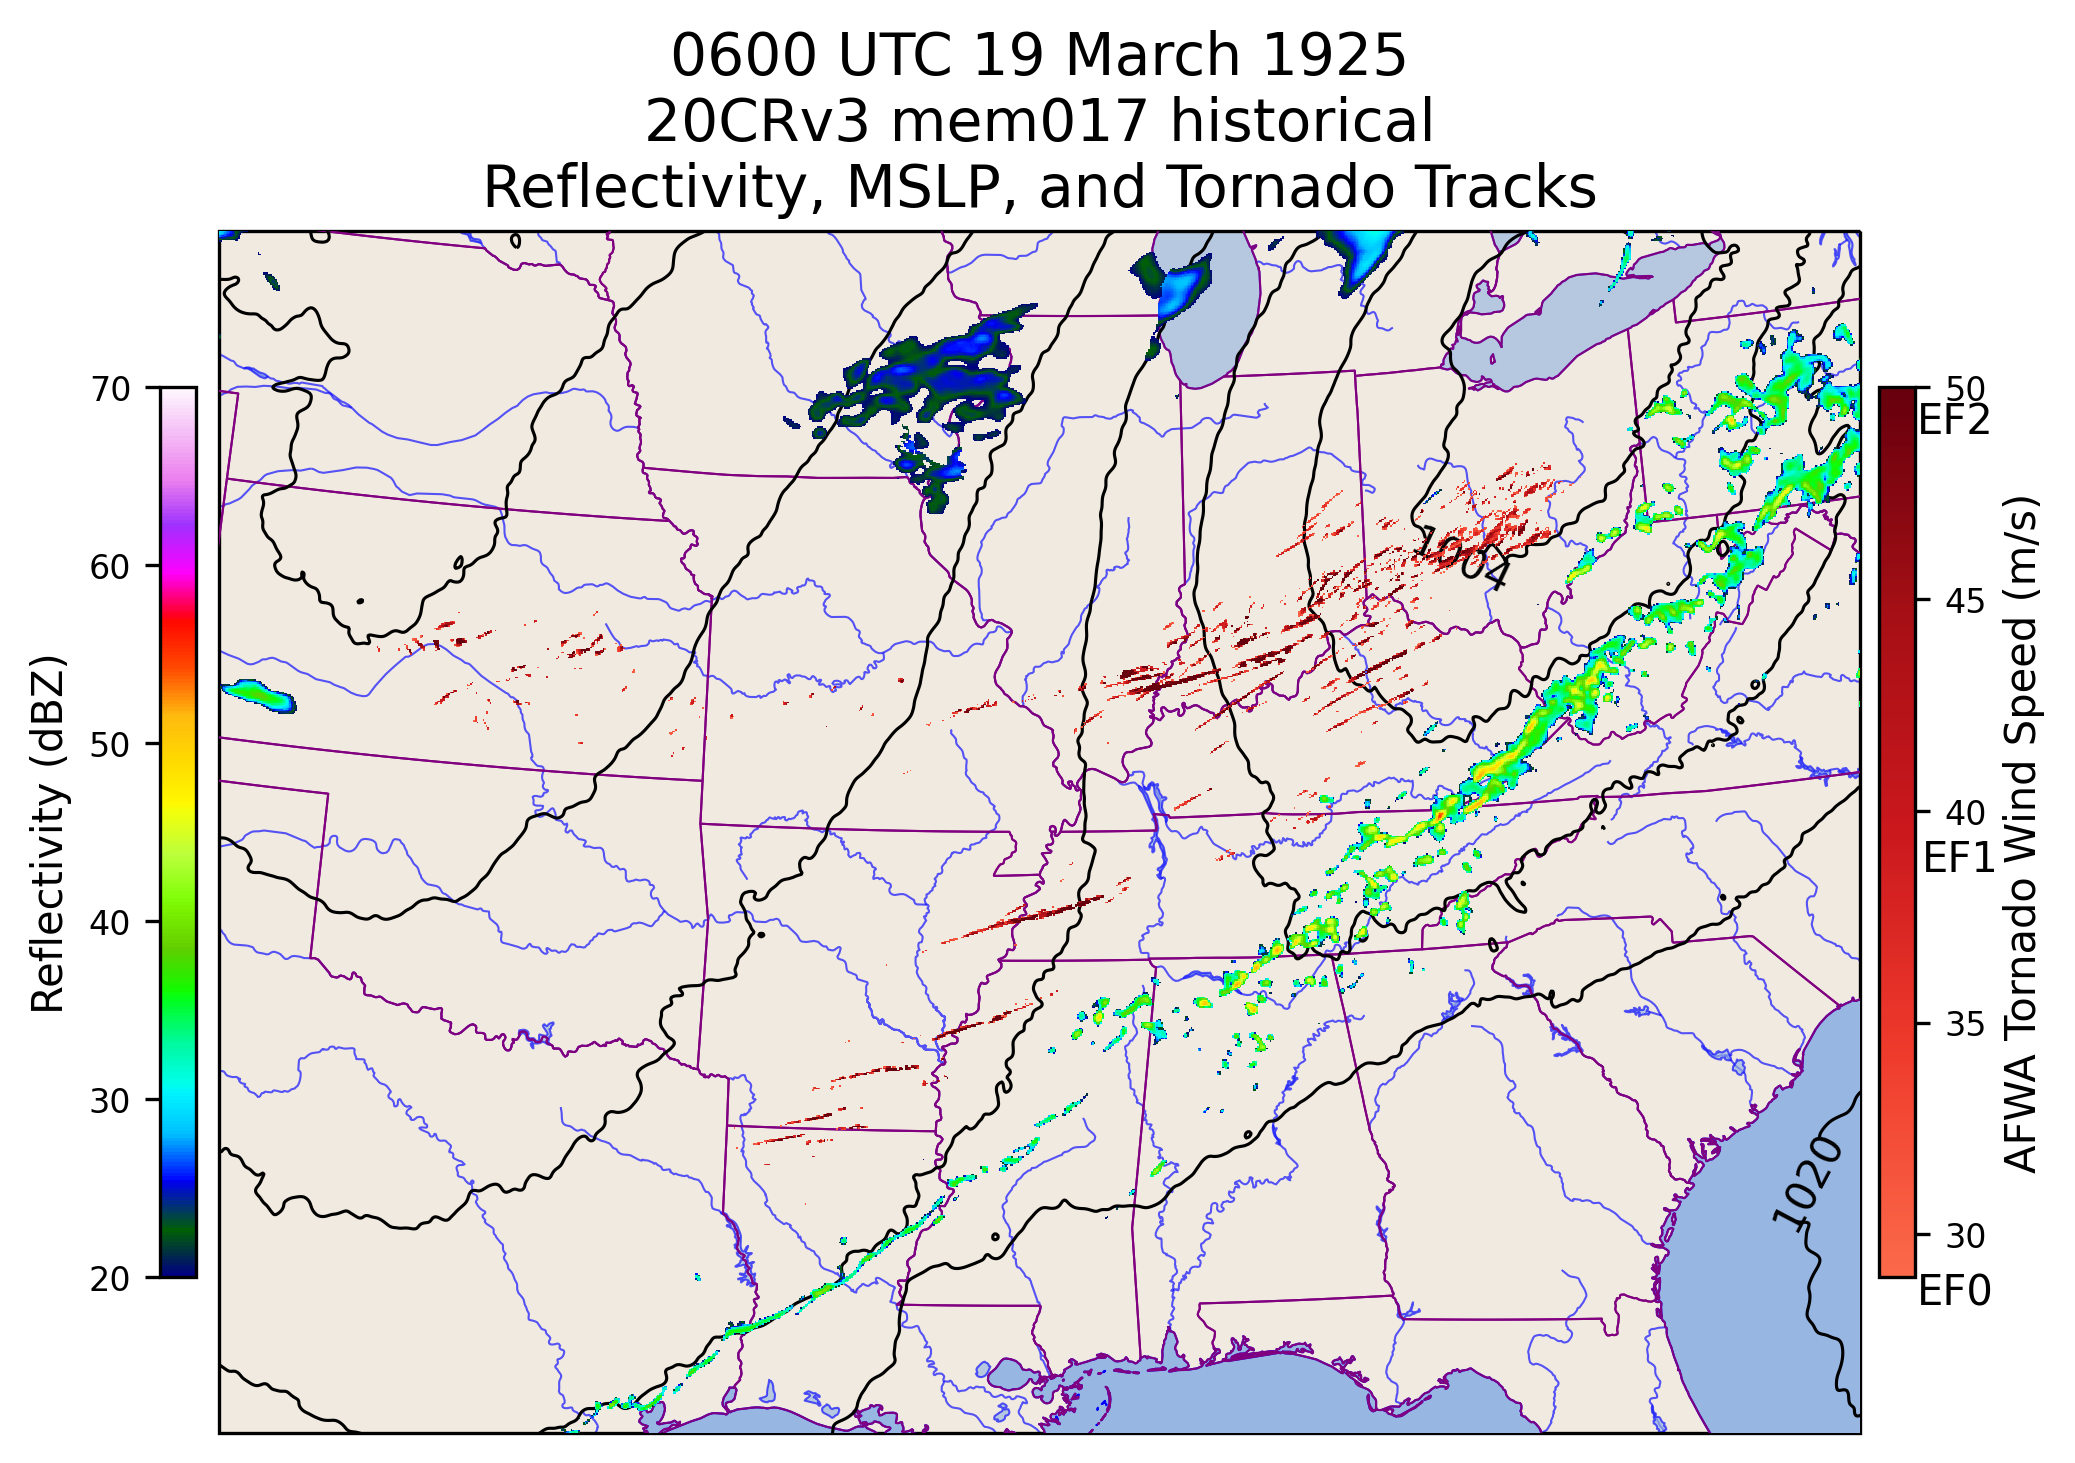 0600 UTC 19 March 1925
20CRv3 mem017 historical
Reflectivity, MSLP, and Tornado Tracks
Reflectivity (dBZ)
70
60
50
40
30
20
1004
1020
50
EF2
45
40
EF1
35
30
EF0
AFWA Tornado Wind Speed (m/s)